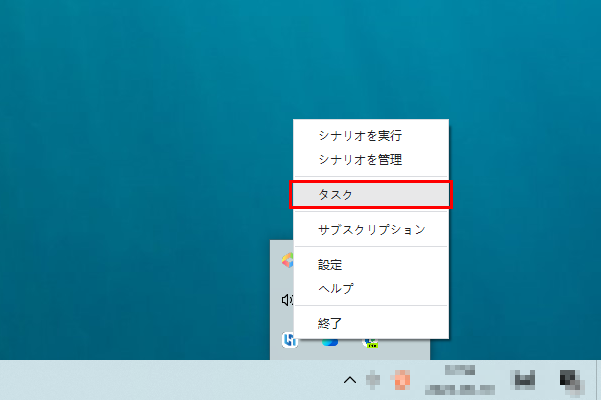 シナリオを実行
シナリオを管理
タスク
サブスクリプション
設定
ヘルプ
終了